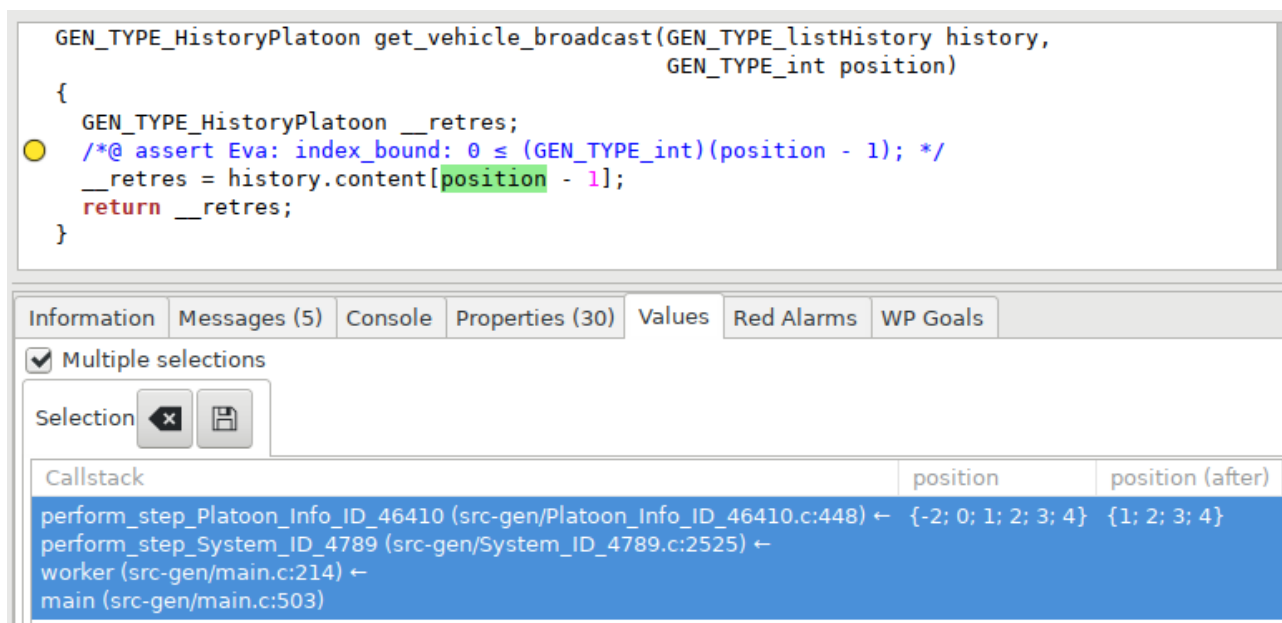 GEN_TYPE_HistoryPlatoon get_vehicle_broadcast(GEN_TYPE_listHistory history,
GEN_TYPE_int position)
{
GEN_TYPE_HistoryPlatoon __retres;
/*@ assert Eva: index_bound: 0 ≤ (GEN_TYPE_int)(position - 1); */
__retres = history.content[position - 1];
return __retres;
}
Information Messages (5) Console Properties (30) Values Red Alarms WP Goals
Multiple selections
Selection
Callstack position position (after)
perform_step_Platoon_Info_ID_46410 (src-gen/Platoon_Info_ID_46410.c:448) ← {-2; 0; 1; 2; 3; 4} {1; 2; 3; 4}
perform_step_System_ID_4789 (src-gen/System_ID_4789.c:2525) ←
worker (src-gen/main.c:214) ←
main (src-gen/main.c:503)